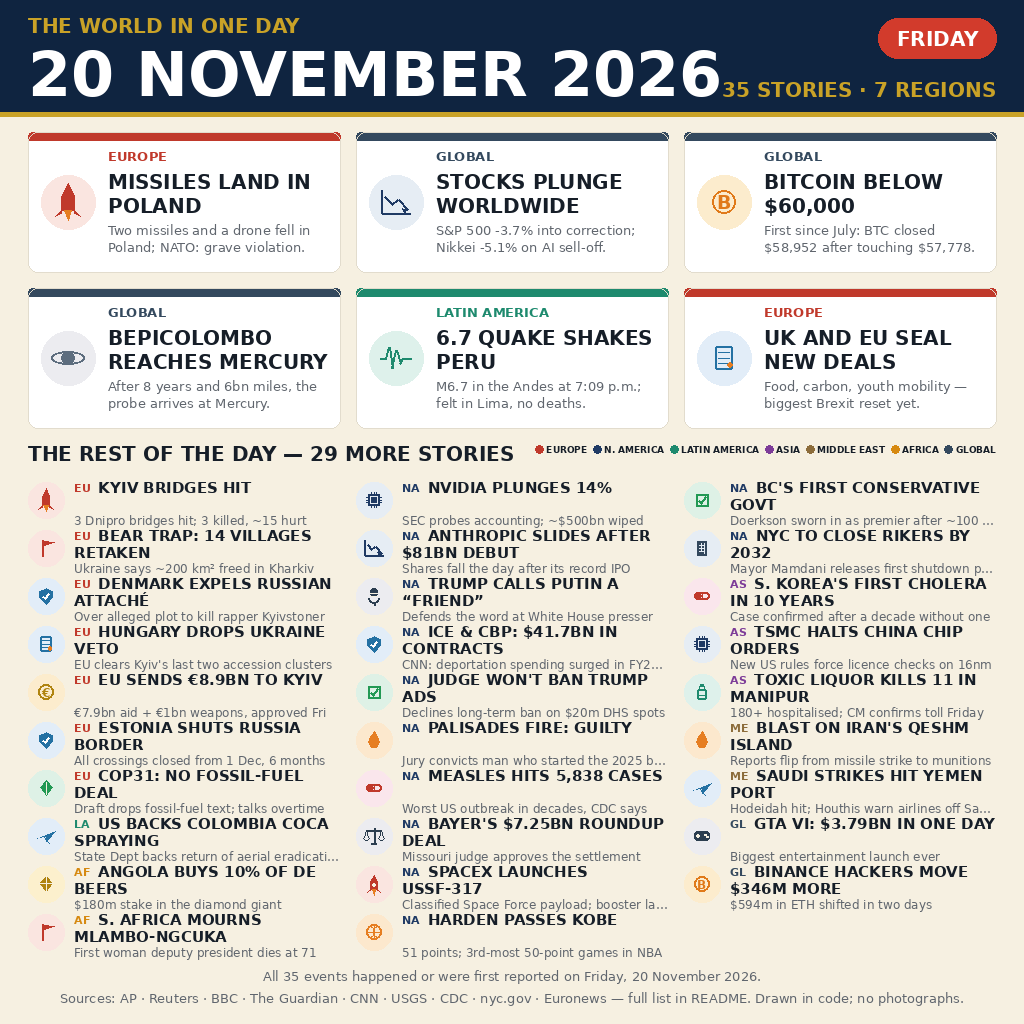 THE WORLD IN ONE DAY
FRIDAY
20 NOVEMBER 2026
35 STORIES · 7 REGIONS
EUROPE
MISSILES LAND IN
POLAND
Two missiles and a drone fell in
Poland; NATO: grave violation.
GLOBAL
STOCKS PLUNGE
WORLDWIDE
S&P 500 -3.7% into correction;
Nikkei -5.1% on AI sell-off.
GLOBAL
BITCOIN BELOW
$60,000
First since July: BTC closed
$58,952 after touching $57,778.
GLOBAL
BEPICOLOMBO
REACHES MERCURY
After 8 years and 6bn miles, the
probe arrives at Mercury.
LATIN AMERICA
6.7 QUAKE SHAKES
PERU
M6.7 in the Andes at 7:09 p.m.;
felt in Lima, no deaths.
EUROPE
UK AND EU SEAL
NEW DEALS
Food, carbon, youth mobility —
biggest Brexit reset yet.
THE REST OF THE DAY — 29 MORE STORIES
EUROPE N. AMERICA LATIN AMERICA ASIA MIDDLE EAST AFRICA GLOBAL
EU KYIV BRIDGES HIT
3 Dnipro bridges hit; 3 killed, ~15 hurt
EU BEAR TRAP: 14 VILLAGES
RETAKEN
Ukraine says ~200 km² freed in Kharkiv
EU DENMARK EXPELS RUSSIAN
ATTACHÉ
Over alleged plot to kill rapper Kyivstoner
EU HUNGARY DROPS UKRAINE
VETO
EU clears Kyiv's last two accession clusters
EU EU SENDS €8.9BN TO KYIV
€7.9bn aid + €1bn weapons, approved Fri
EU ESTONIA SHUTS RUSSIA
BORDER
All crossings closed from 1 Dec, 6 months
EU COP31: NO FOSSIL-FUEL
DEAL
Draft drops fossil-fuel text; talks overtime
LA US BACKS COLOMBIA COCA
SPRAYING
State Dept backs return of aerial eradicati...
AF ANGOLA BUYS 10% OF DE
BEERS
$180m stake in the diamond giant
AF S. AFRICA MOURNS
MLAMBO-NGCUKA
First woman deputy president dies at 71
NA NVIDIA PLUNGES 14%
SEC probes accounting; ~$500bn wiped
NA ANTHROPIC SLIDES AFTER
$81BN DEBUT
Shares fall the day after its record IPO
NA TRUMP CALLS PUTIN A
“FRIEND”
Defends the word at White House presser
NA ICE & CBP: $41.7BN IN
CONTRACTS
CNN: deportation spending surged in FY2...
NA JUDGE WON'T BAN TRUMP
ADS
Declines long-term ban on $20m DHS spots
NA PALISADES FIRE: GUILTY
Jury convicts man who started the 2025 b...
NA MEASLES HITS 5,838 CASES
Worst US outbreak in decades, CDC says
NA BAYER'S $7.25BN ROUNDUP
DEAL
Missouri judge approves the settlement
NA SPACEX LAUNCHES
USSF-317
Classified Space Force payload; booster la...
NA HARDEN PASSES KOBE
51 points; 3rd-most 50-point games in NBA
NA BC'S FIRST CONSERVATIVE
GOVT
Doerkson sworn in as premier after ~100 ...
NA NYC TO CLOSE RIKERS BY
2032
Mayor Mamdani releases first shutdown p...
AS S. KOREA'S FIRST CHOLERA
IN 10 YEARS
Case confirmed after a decade without one
AS TSMC HALTS CHINA CHIP
ORDERS
New US rules force licence checks on 16nm
AS TOXIC LIQUOR KILLS 11 IN
MANIPUR
180+ hospitalised; CM confirms toll Friday
ME BLAST ON IRAN'S QESHM
ISLAND
Reports flip from missile strike to munitions
ME SAUDI STRIKES HIT YEMEN
PORT
Hodeidah hit; Houthis warn airlines off Sa...
GL GTA VI: $3.79BN IN ONE DAY
Biggest entertainment launch ever
GL BINANCE HACKERS MOVE
$346M MORE
$594m in ETH shifted in two days
All 35 events happened or were first reported on Friday, 20 November 2026.
Sources: AP · Reuters · BBC · The Guardian · CNN · USGS · CDC · nyc.gov · Euronews — full list in README. Drawn in code; no photographs.